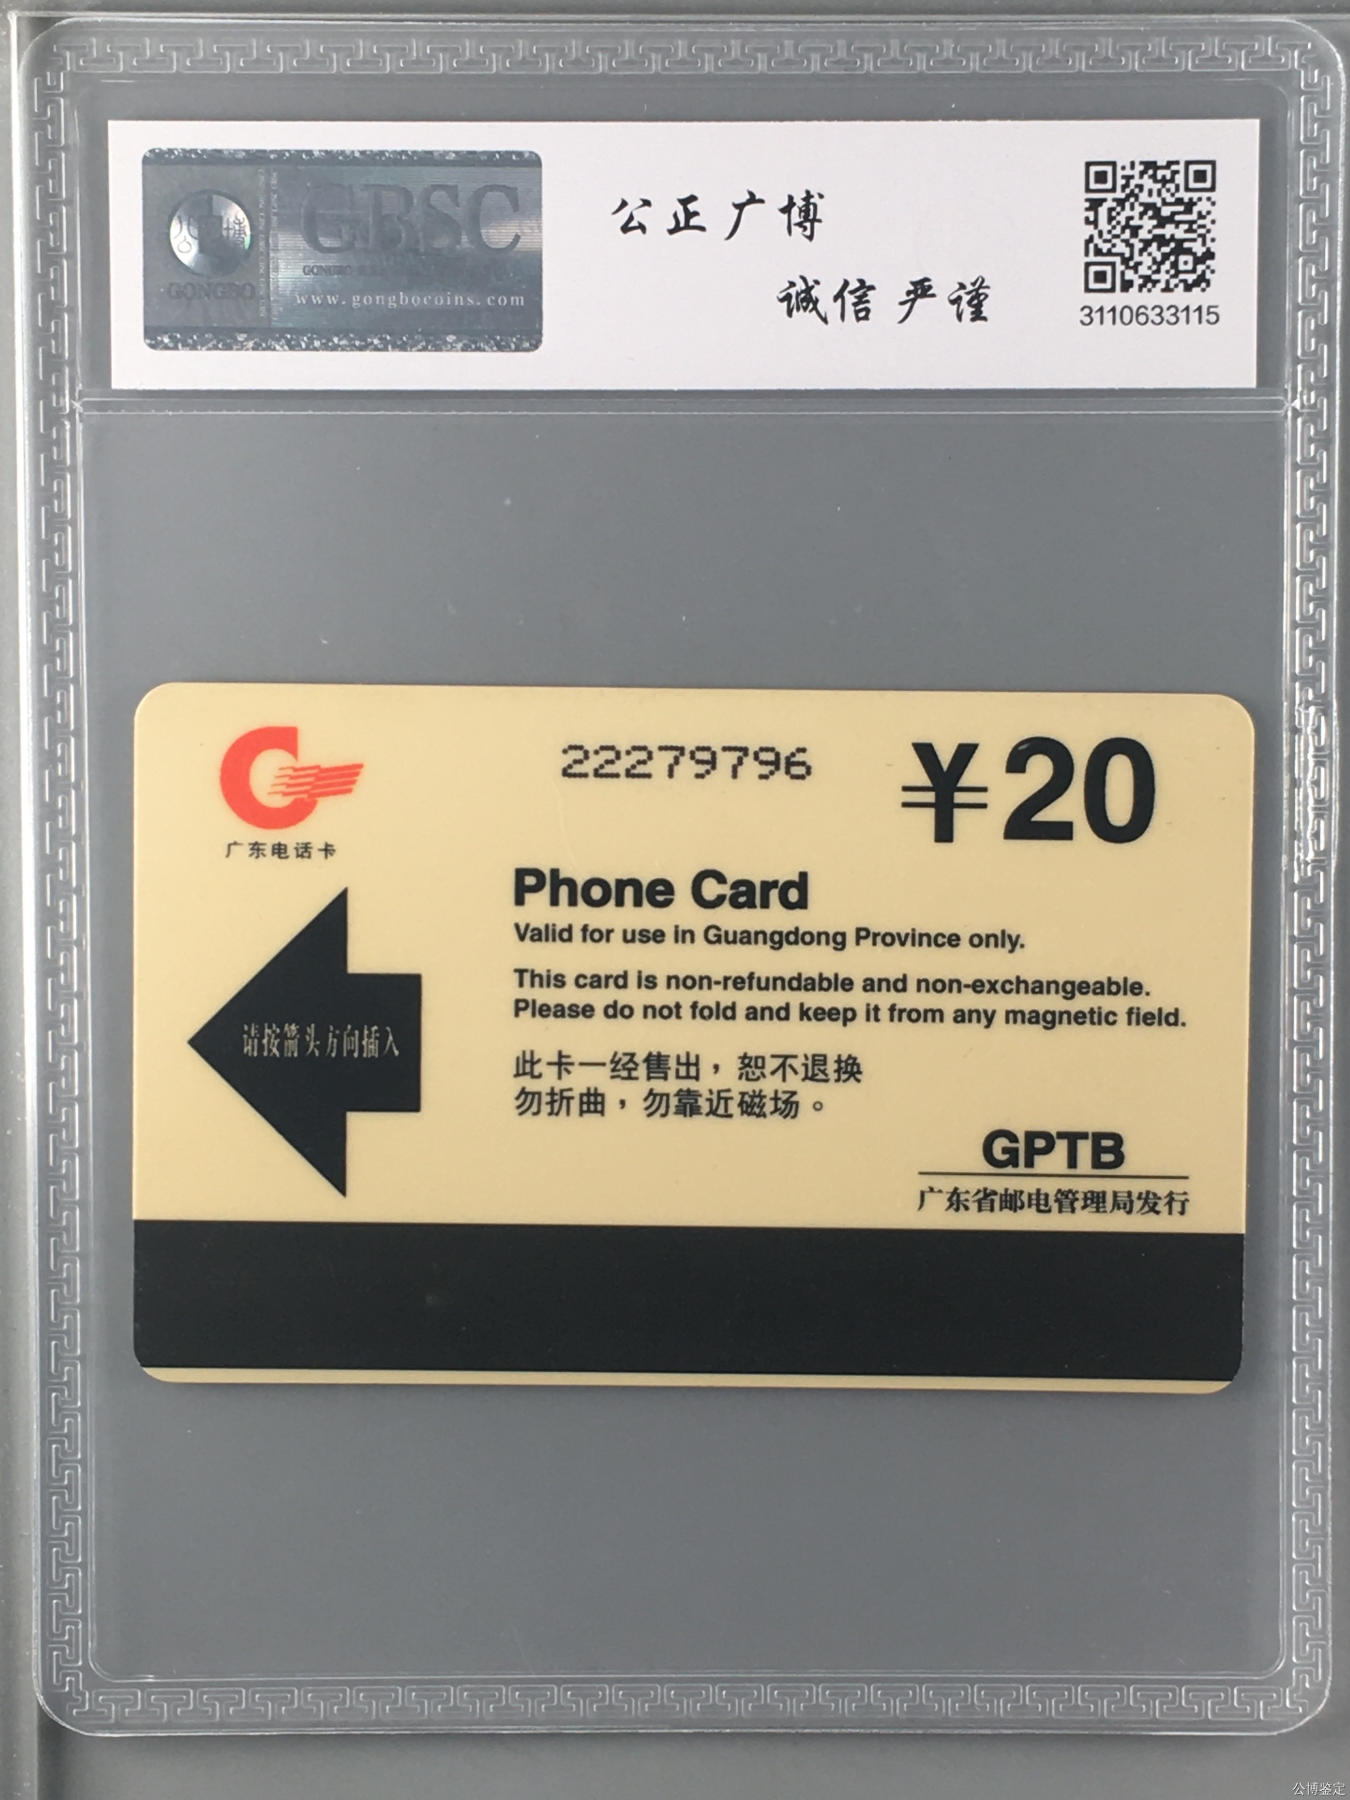 GBSC
GONGBO
www.gongbocoins.com
公正广博
诚信严谨
3110633115
广东电话卡
22279796
¥20
Phone Card
Valid for use in Guangdong Province only.
This card is non-refundable and non-exchangeable.
Please do not fold and keep it from any magnetic field.
请按箭头方向插入
此卡一经售出，恕不退换
勿折曲，勿靠近磁场。
GPTB
广东省邮电管理局发行
公博鉴定